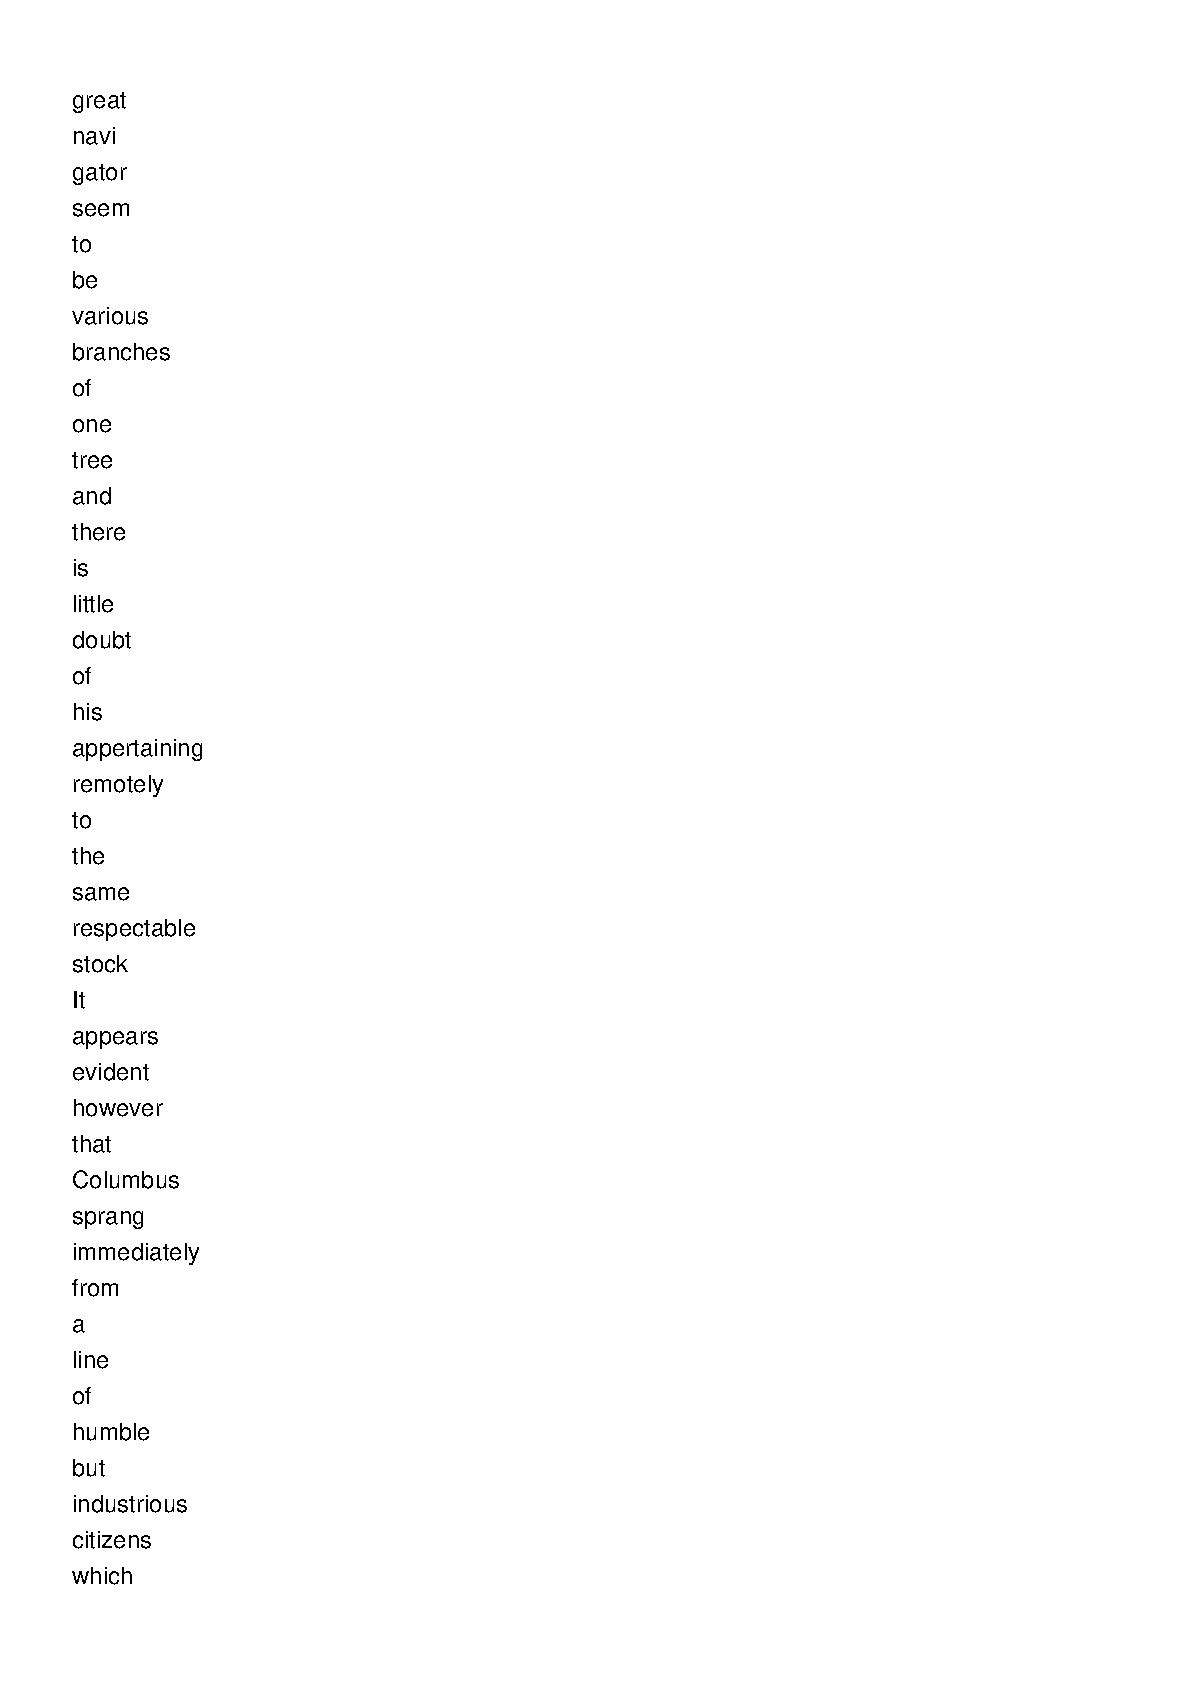 great
navi
gator
seem
to
be
various
branches
of
one
tree
and
there
is
little
doubt
of
his
appertaining
remotely
to
the
same
respectable
stock
It
appears
evident
however
that
Columbus
sprang
immediately
from
a
line
of
humble
but
industrious
citizens
which